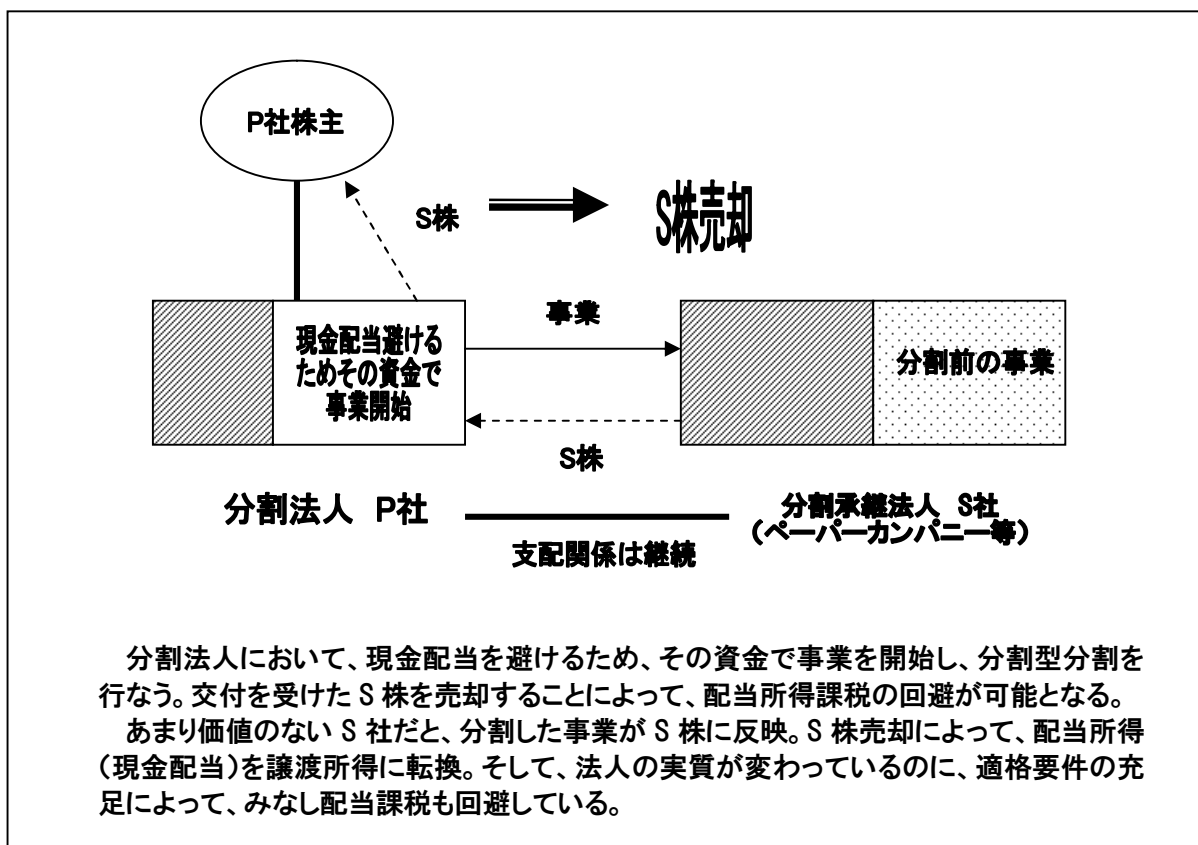 P社株主
S株
S株売却
現金配当避ける
ためその資金で
事業開始
事業
分割前の事業
S株
分割法人 P社
分割承継法人 S社
(ペーパーカンパニー等)
支配関係は継続
分割法人において、現金配当を避けるため、その資金で事業を開始し、分割型分割を
行なう。交付を受けた S 株を売却することによって、配当所得課税の回避が可能となる。
あまり価値のない S 社だと、分割した事業が S 株に反映。S 株売却によって、配当所得
(現金配当)を譲渡所得に転換。そして、法人の実質が変わっているのに、適格要件の充
足によって、みなし配当課税も回避している。